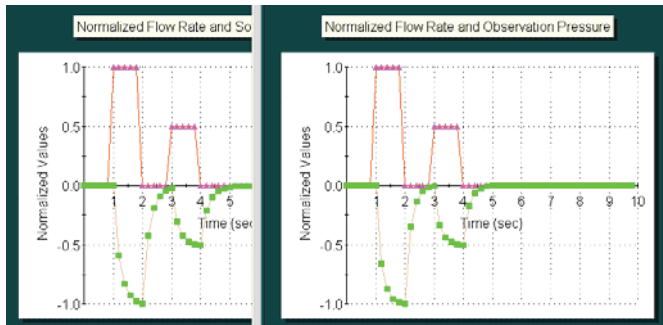 Normalized Flow Rate and So
1.0
0.5
0.0
-0.5
-1.0
Normalized Values
1 2 3 4 5
Time (sec
Normalized Flow Rate and Observation Pressure
1.0
0.5
0.0
-0.5
-1.0
Normalized Values
1 2 3 4 5 6 7 8 9 10
Time (sec)